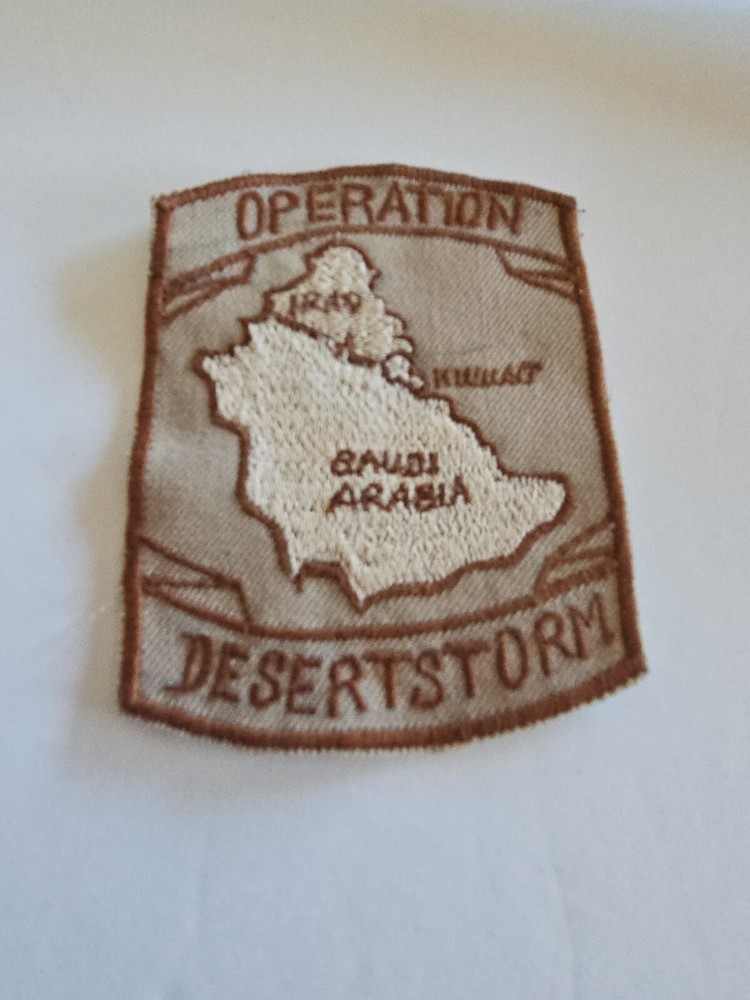 OPERATION
IRAQ
KUWAIT
SAUDI
ARABIA
DESERTSTORM